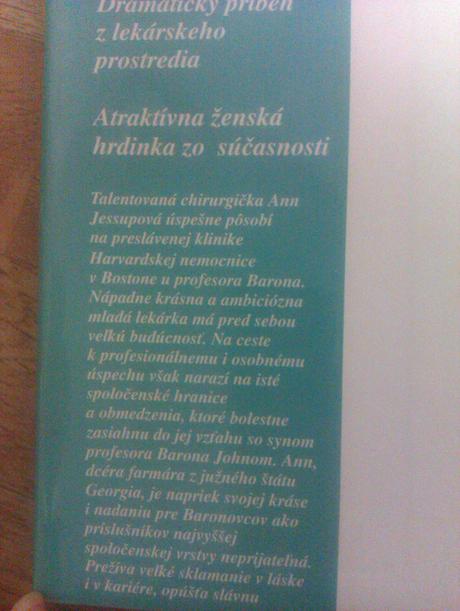 Dramatický príbeh
z lekárskeho
prostredia
Atraktívna ženská
hrdinka zo súčasnosti
Talentovaná chirurgička Ann
Jessupová úspešne pôsobí
na preslávenej klinike
Harvardskej nemocnice
v Bostone u profesora Barona.
Nápadne krásna a ambiciózna
mladá lekárka má pred sebou
veľkú budúcnosť. Na ceste
k profesionálnemu i osobnému
úspechu však narazí na isté
spoločenské hranice
a obmedzenia, ktoré bolestne
zasiahnu do jej vzťahu so synom
profesora Barona Johnom. Ann,
dcéra farmára z južného štátu
Georgia, je napriek svojej kráse
i nadaniu pre Baronovcov ako
príslušníkov najvyššej
spoločenskej vrstvy neprijateľná.
Prežíva veľké sklamanie v láske
i v kariére, opúšťa slávnu